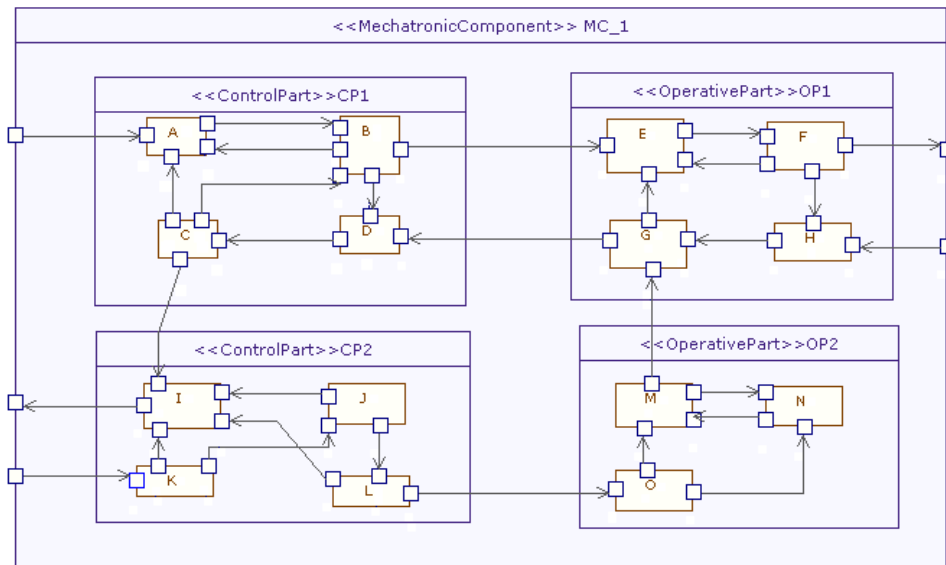 <<MechatronicComponent>> MC_1
<<ControlPart>>CP1
<<OperativePart>>OP1
A
B
E
F
C
D
G
H
<<ControlPart>>CP2
<<OperativePart>>OP2
I
J
M
N
K
L
O